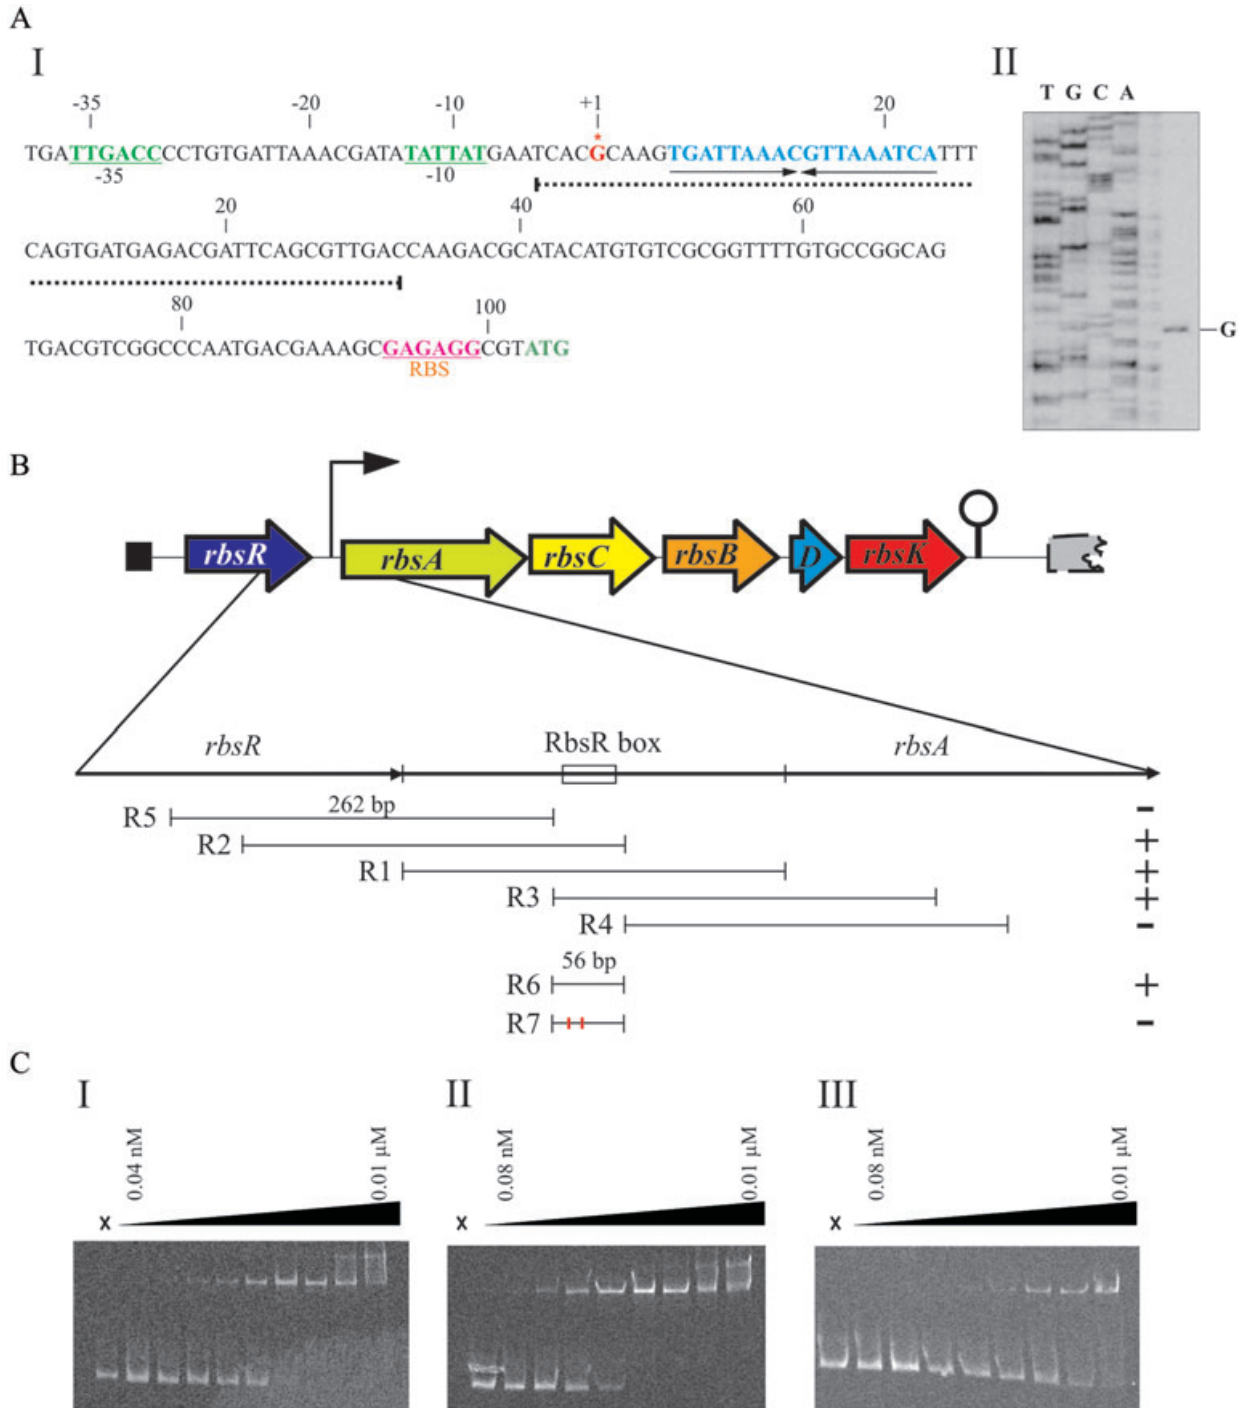 A
I
II
T G C A
-35 -20 -10 +1 20
*
TGATTGACCCCTGTGATTAAACGATATATTATGAATCACGCAAGTGATTAAACGTTAAATCATTT
-35 -10
20 40 60
CAGTGATGAGACGATTCAGCGTTGACCAAGACGCATACATGTGTCGCGGTTTTGTGCCGGCAG
80 100
TGACGTCGGCCCAATGACGAAAGCGAGAGGCGTATG
RBS
G
B
rbsR rbsA rbsC rbsB D rbsK
rbsR RbsR box rbsA
R5 262 bp -
R2 +
R1 +
R3 +
R4 -
56 bp
R6 +
R7 -
C
I II III
x 0.04 nM 0.01 µM
x 0.08 nM 0.01 µM
x 0.08 nM 0.01 µM